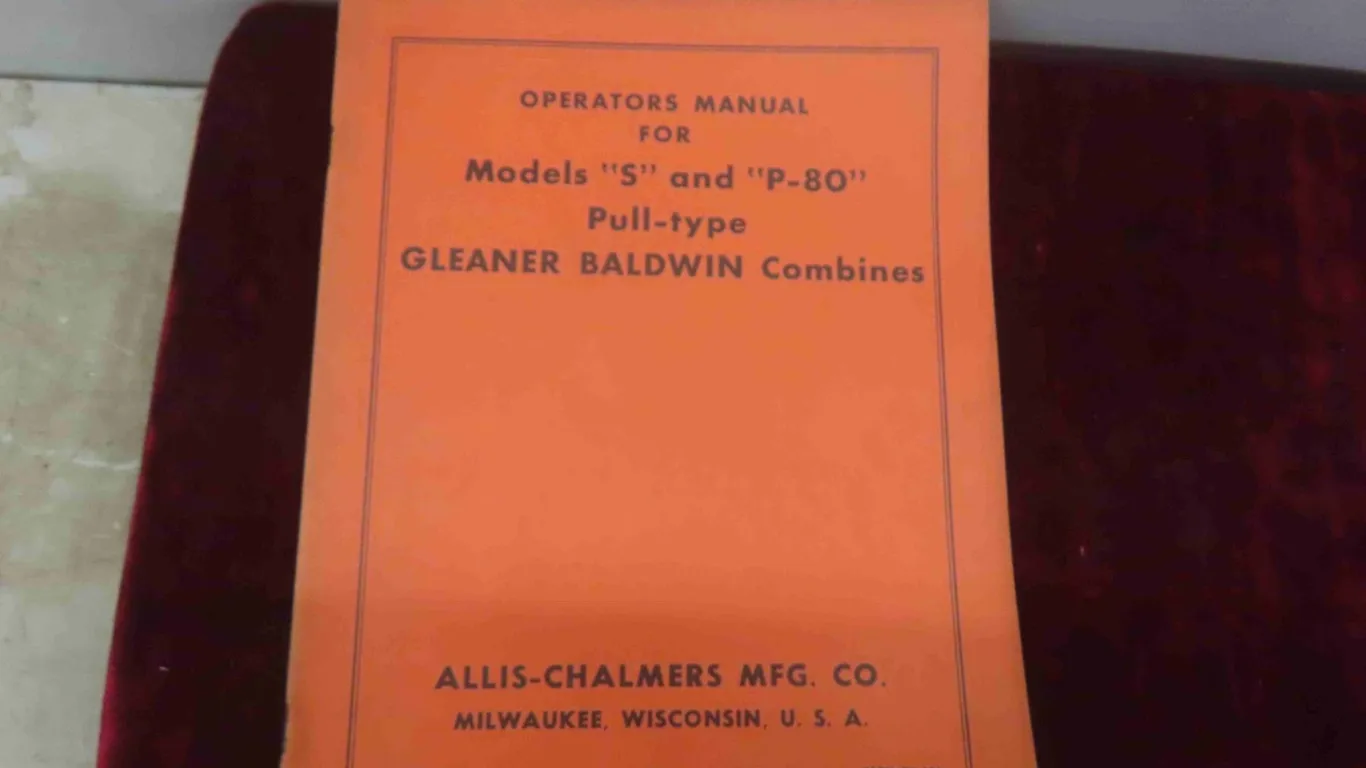 OPERATORS MANUAL
FOR
Models "S" and "P-80"
Pull-type
GLEANER BALDWIN Combines
ALLIS-CHALMERS MFG. CO.
MILWAUKEE, WISCONSIN, U. S. A.